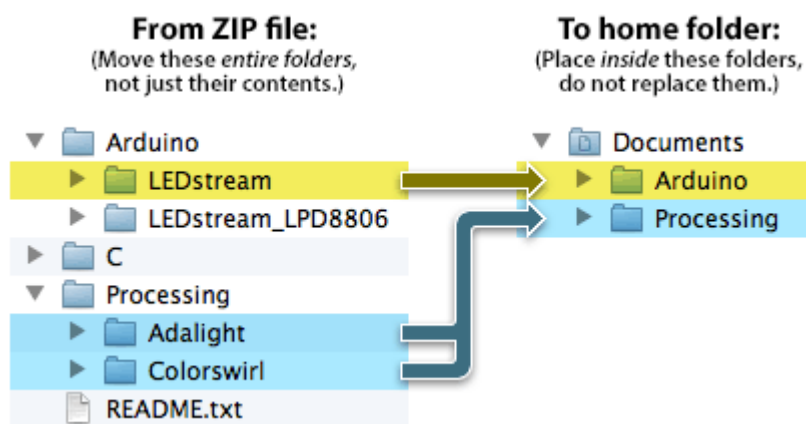 From ZIP file:
(Move these entire folders,
not just their contents.)
Arduino
LEDstream
LEDstream_LPD8806
C
Processing
Adalight
Colorswirl
README.txt
To home folder:
(Place inside these folders,
do not replace them.)
Documents
Arduino
Processing